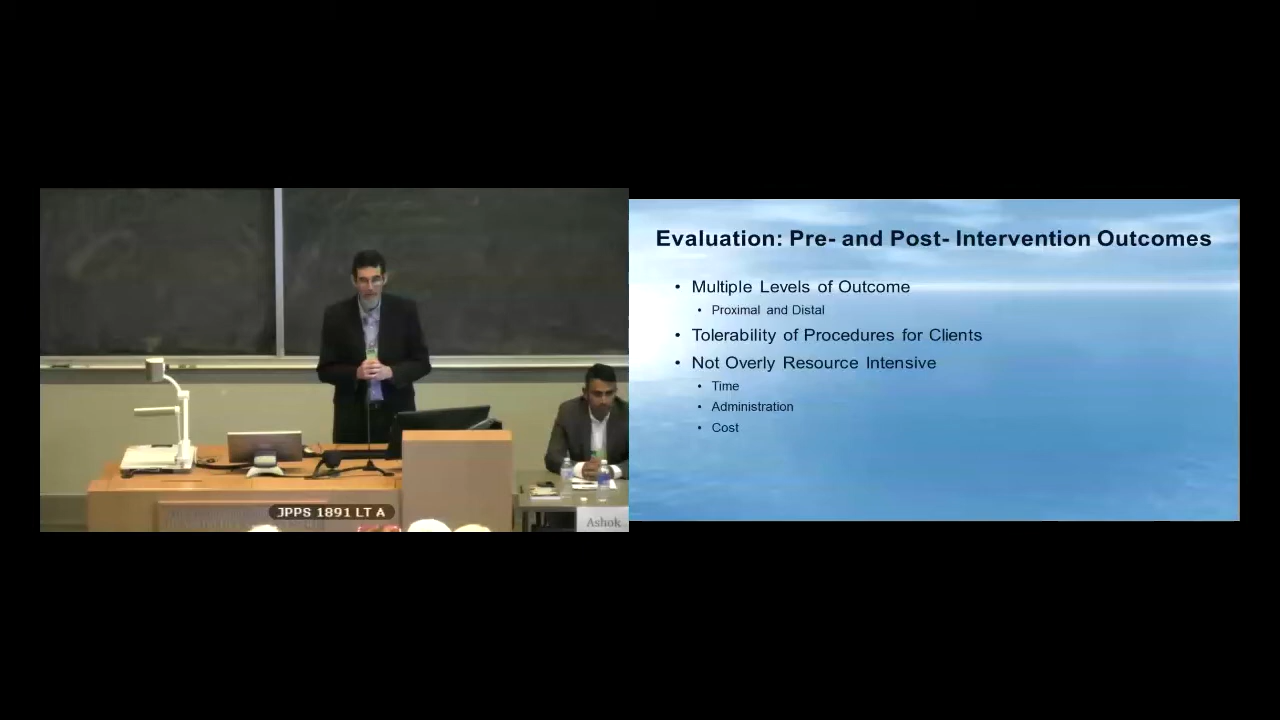 JPPS 1891 LT A
Ashok
Evaluation: Pre- and Post- Intervention Outcomes
• Multiple Levels of Outcome
• Proximal and Distal
• Tolerability of Procedures for Clients
• Not Overly Resource Intensive
• Time
• Administration
• Cost